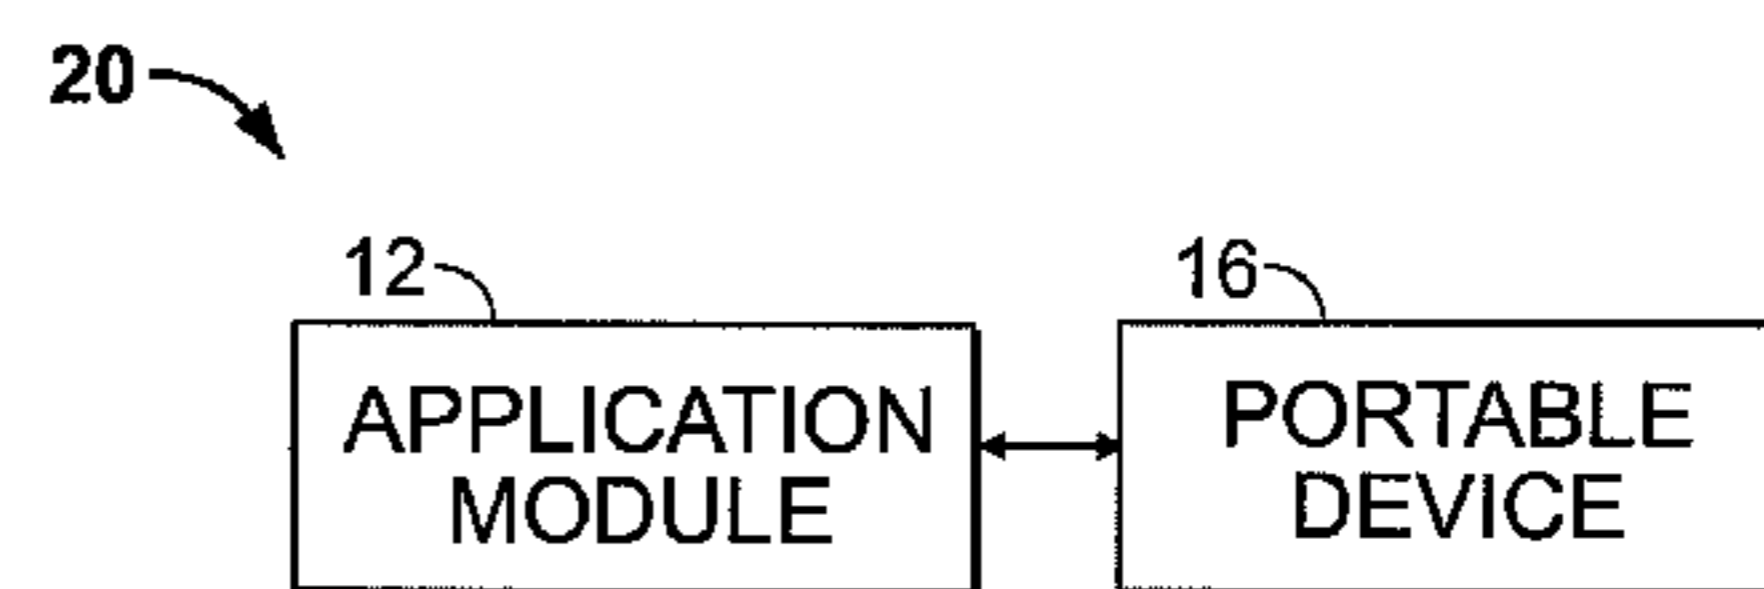 20
12
16
APPLICATION
MODULE
PORTABLE
DEVICE